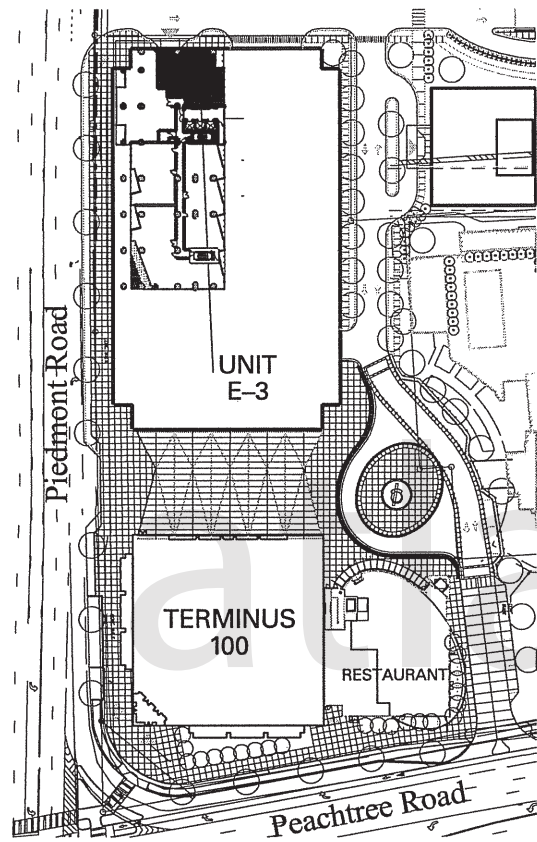 UNIT
E–3
Piedmont Road
TERMINUS
100
RESTAURANT
Peachtree Road